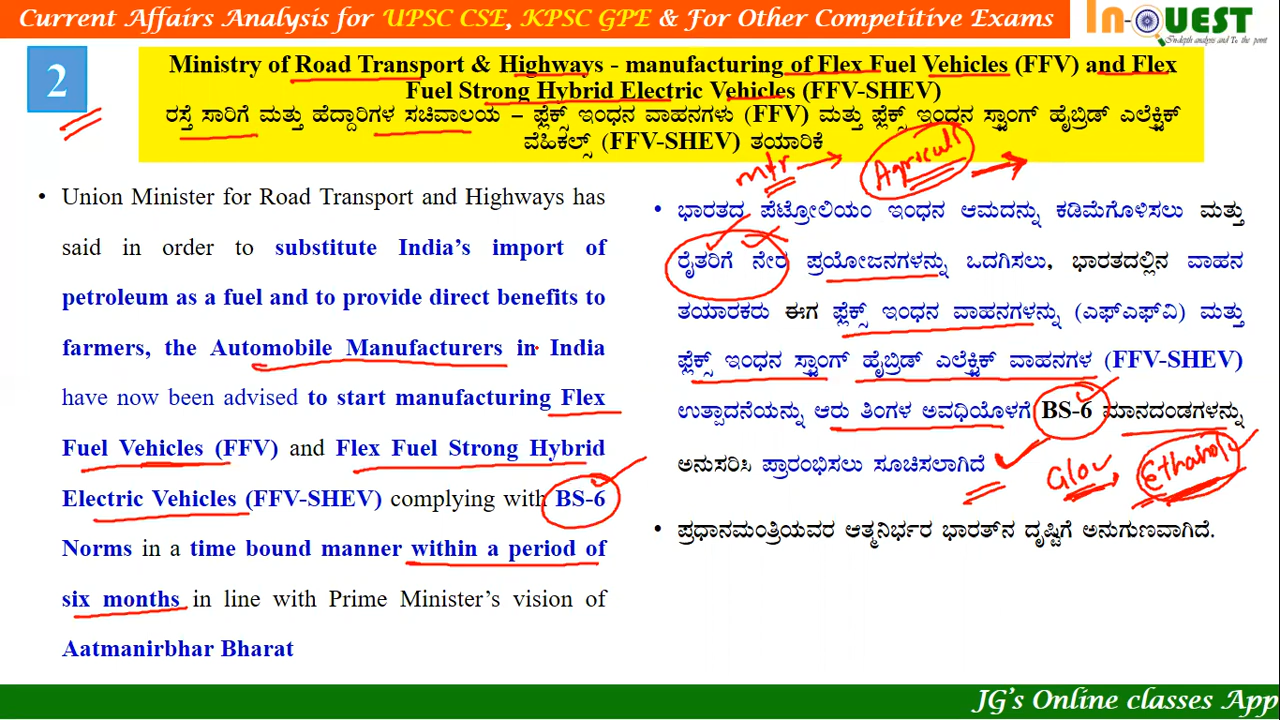 Current Affairs Analysis for UPSC CSE, KPSC GPE & For Other Competitive Exams
In-QUEST
In-depth analysis and To the point
2
Ministry of Road Transport & Highways - manufacturing of Flex Fuel Vehicles (FFV) and Flex
Fuel Strong Hybrid Electric Vehicles (FFV-SHEV)
ರಸ್ತೆ ಸಾರಿಗೆ ಮತ್ತು ಹೆದ್ದಾರಿಗಳ ಸಚಿವಾಲಯ – ಫ್ಲೆಕ್ಸ್ ಇಂಧನ ವಾಹನಗಳು (FFV) ಮತ್ತು ಫ್ಲೆಕ್ಸ್ ಇಂಧನ ಸ್ಟ್ರಾಂಗ್ ಹೈಬ್ರಿಡ್ ಎಲೆಕ್ಟ್ರಿಕ್
ವೆಹಿಕಲ್ಸ್ (FFV-SHEV) ತಯಾರಿಕೆ
mtr
Agricult
• Union Minister for Road Transport and Highways has
said in order to substitute India's import of
petroleum as a fuel and to provide direct benefits to
farmers, the Automobile Manufacturers in India
have now been advised to start manufacturing Flex
Fuel Vehicles (FFV) and Flex Fuel Strong Hybrid
Electric Vehicles (FFV-SHEV) complying with BS-6
Norms in a time bound manner within a period of
six months in line with Prime Minister's vision of
Aatmanirbhar Bharat
• ಭಾರತದ ಪೆಟ್ರೋಲಿಯಂ ಇಂಧನ ಆಮದನ್ನು ಕಡಿಮೆಗೊಳಿಸಲು ಮತ್ತು
ರೈತರಿಗೆ ನೇರ ಪ್ರಯೋಜನಗಳನ್ನು ಒದಗಿಸಲು, ಭಾರತದಲ್ಲಿನ ವಾಹನ
ತಯಾರಕರು ಈಗ ಫ್ಲೆಕ್ಸ್ ಇಂಧನ ವಾಹನಗಳನ್ನು (ಎಫ್ಎಫ್‌ವಿ) ಮತ್ತು
ಫ್ಲೆಕ್ಸ್ ಇಂಧನ ಸ್ಟ್ರಾಂಗ್ ಹೈಬ್ರಿಡ್ ಎಲೆಕ್ಟ್ರಿಕ್ ವಾಹನಗಳ (FFV-SHEV)
ಉತ್ಪಾದನೆಯನ್ನು ಆರು ತಿಂಗಳ ಅವಧಿಯೊಳಗೆ BS-6 ಮಾನದಂಡಗಳನ್ನು
ಅನುಸರಿಸಿ ಪ್ರಾರಂಭಿಸಲು ಸೂಚಿಸಲಾಗಿದೆ
Ethanol
• ಪ್ರಧಾನಮಂತ್ರಿಯವರ ಆತ್ಮನಿರ್ಭರ ಭಾರತ್‌ನ ದೃಷ್ಟಿಗೆ ಅನುಗುಣವಾಗಿದೆ.
JG's Online classes App